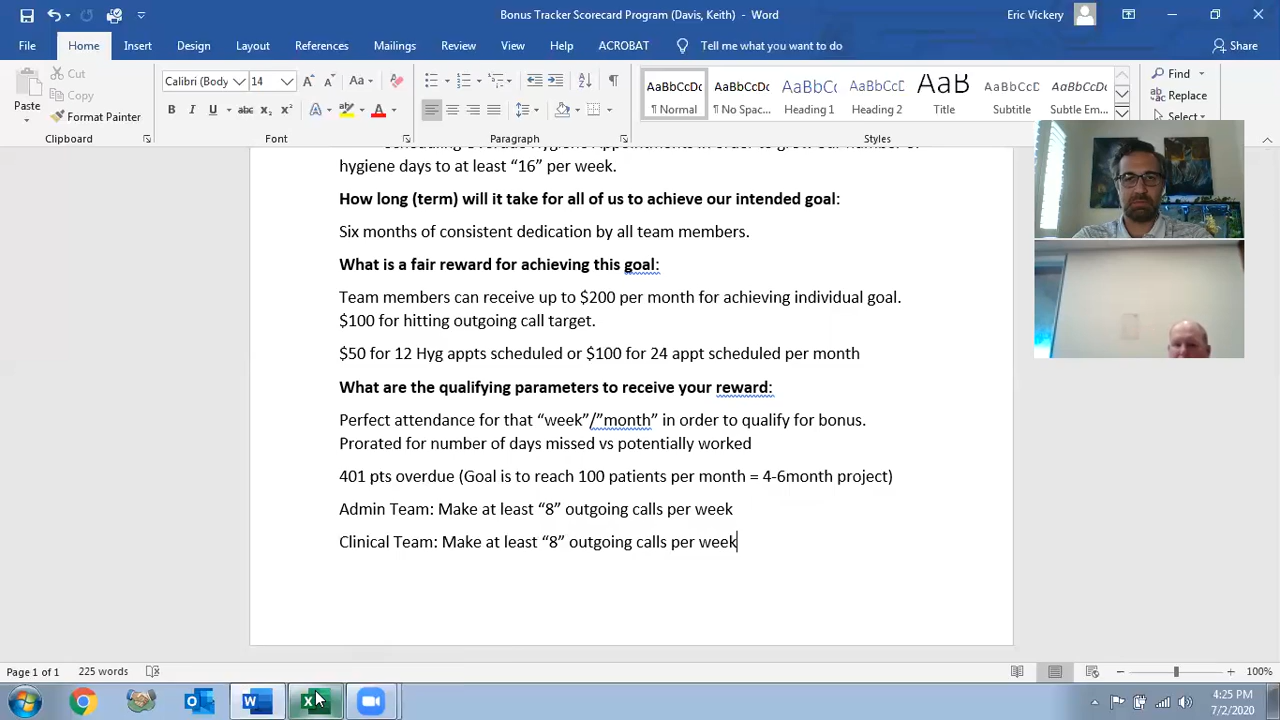 Bonus Tracker Scorecard Program (Davis, Keith) - Word
Eric Vickery
File Home Insert Design Layout References Mailings Review View Help ACROBAT Tell me what you want to do Share
Paste
Cut
Copy
Format Painter
Clipboard
Calibri (Body 14
Font
Paragraph
AaBbCcDc AaBbCcDc AaBbCc AaBbCcC AaB AaBbCcDc AaBbCcDc
¶ Normal ¶ No Spac... Heading 1 Heading 2 Title Subtitle Subtle Em...
Styles
Find
Replace
Select
hygiene days to at least “16” per week.
How long (term) will it take for all of us to achieve our intended goal:
Six months of consistent dedication by all team members.
What is a fair reward for achieving this goal:
Team members can receive up to $200 per month for achieving individual goal.
$100 for hitting outgoing call target.
$50 for 12 Hyg appts scheduled or $100 for 24 appt scheduled per month
What are the qualifying parameters to receive your reward:
Perfect attendance for that “week”/”month” in order to qualify for bonus.
Prorated for number of days missed vs potentially worked
401 pts overdue (Goal is to reach 100 patients per month = 4-6month project)
Admin Team: Make at least “8” outgoing calls per week
Clinical Team: Make at least “8” outgoing calls per week
Page 1 of 1 225 words 100%
4:25 PM
7/2/2020